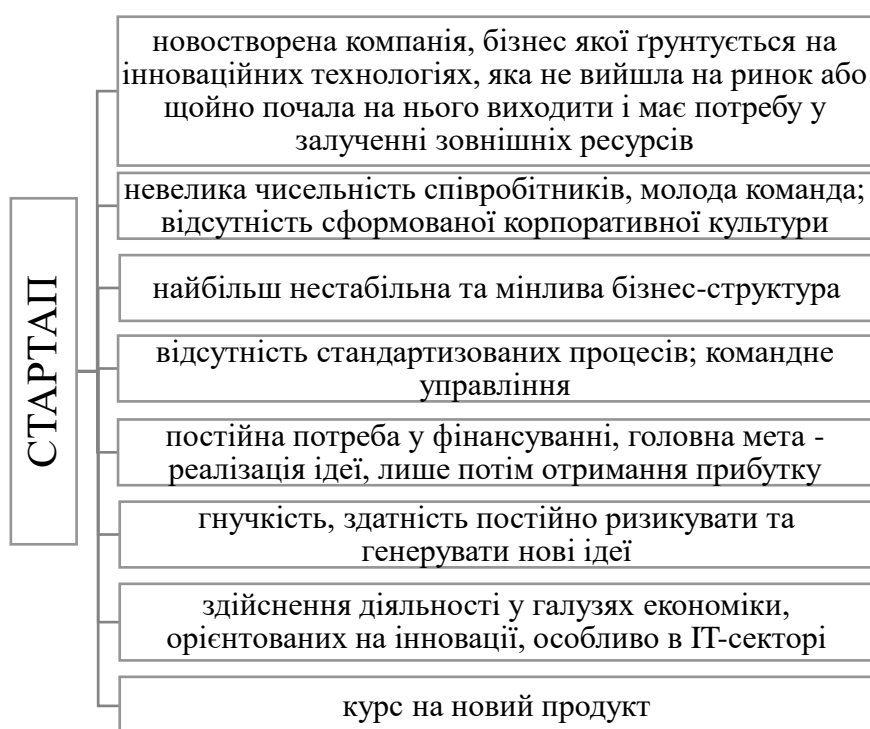 СТАРТАП
новостворена компанія, бізнес якої ґрунтується на
інноваційних технологіях, яка не вийшла на ринок або
щойно почала на нього виходити і має потребу у
залученні зовнішніх ресурсів
невелика чисельність співробітників, молода команда;
відсутність сформованої корпоративної культури
найбільш нестабільна та мінлива бізнес-структура
відсутність стандартизованих процесів; командне
управління
постійна потреба у фінансуванні, головна мета -
реалізація ідеї, лише потім отримання прибутку
гнучкість, здатність постійно ризикувати та
генерувати нові ідеї
здійснення діяльності у галузях економіки,
орієнтованих на інновації, особливо в ІТ-секторі
курс на новий продукт